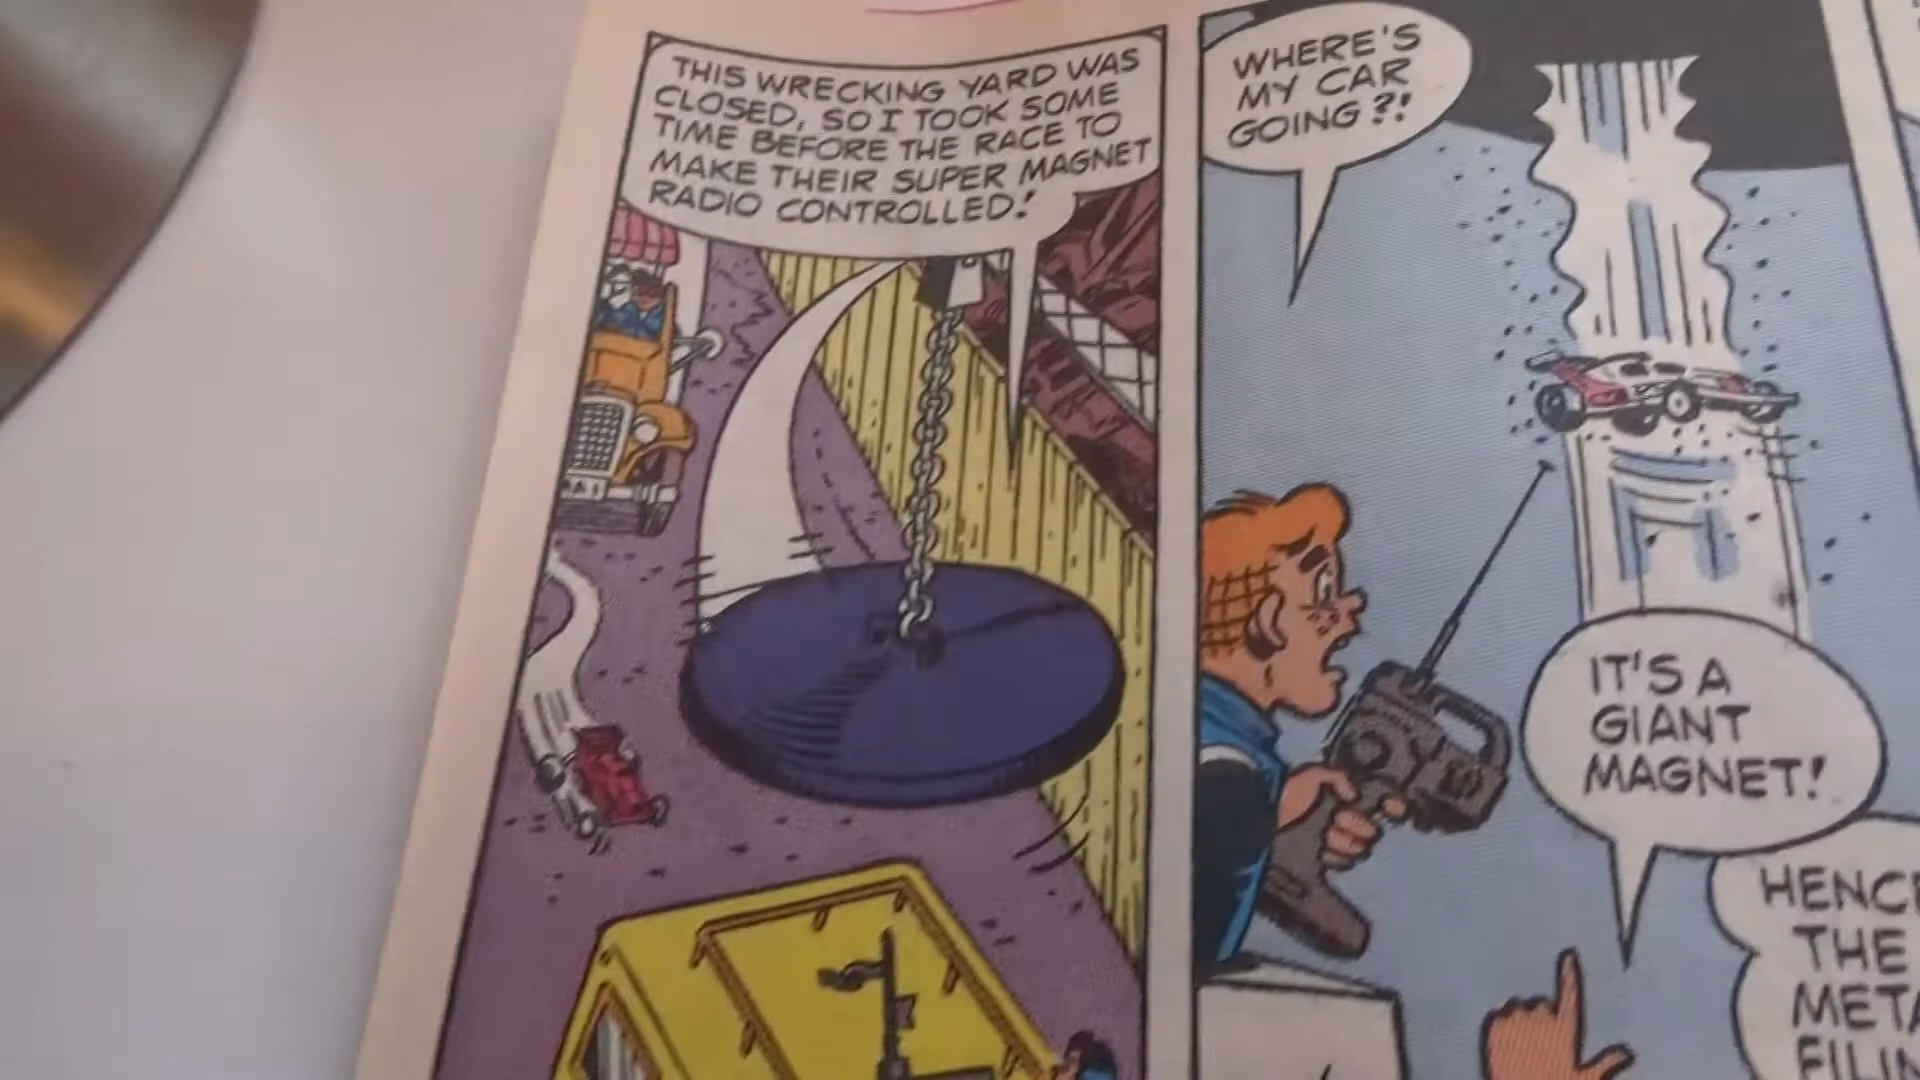 THIS WRECKING YARD WAS
CLOSED, SO I TOOK SOME
TIME BEFORE THE RACE TO
MAKE THEIR SUPER MAGNET
RADIO CONTROLLED!
WHERE'S
MY CAR
GOING?!
IT'S A
GIANT
MAGNET!
THE